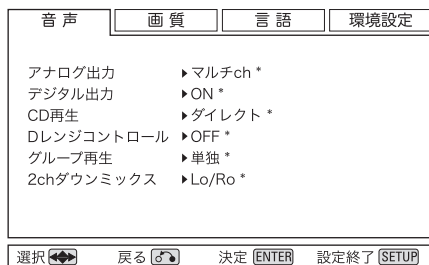 音声 画質 言語 環境設定
アナログ出力 ▶マルチch *
デジタル出力 ▶ON *
CD再生 ▶ダイレクト *
Dレンジコントロール ▶OFF *
グループ再生 ▶単独 *
2chダウンミックス ▶Lo/Ro *
選択 戻る 決定 ENTER 設定終了 SETUP